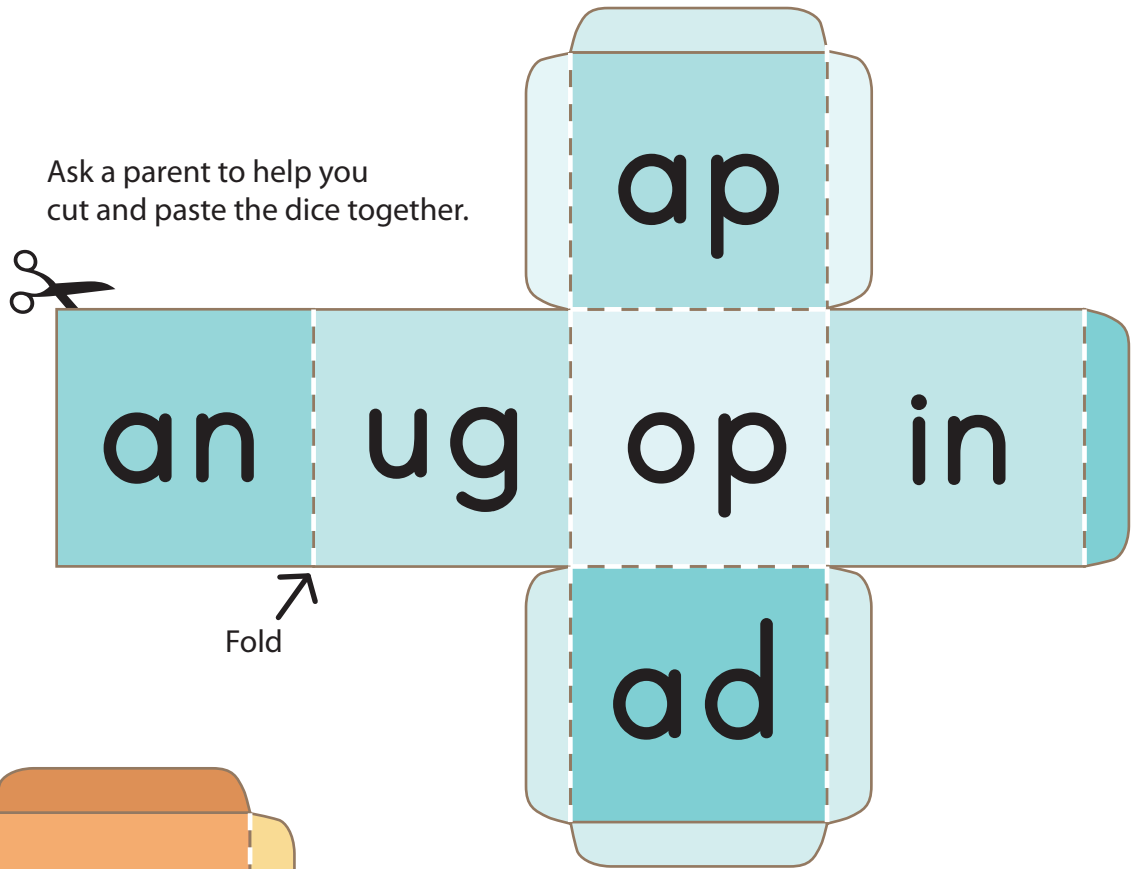 ap
Ask a parent to help you
cut and paste the dice together.
an ug op in
Fold
ad